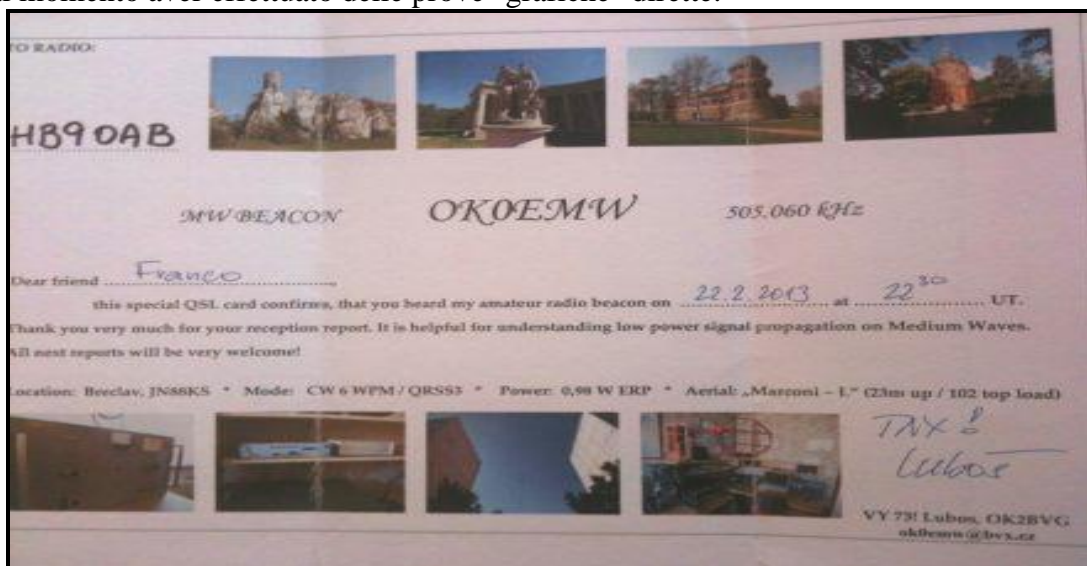 momento aver effettuato delle prove "grafiche" dirette.
TO RADIO:
HB9OAB
MW BEACON OK0EMW 505.060 kHz
Dear friend Franco
this special QSL card confirms, that you heard my amateur radio beacon on 22.2.2013 at 22 30 UT.
Thank you very much for your reception report. It is helpful for understanding low power signal propagation on Medium Waves.
All next reports will be very welcome!
Location: Breclav, JN88KS * Mode: CW 6 WPM / QRSS3 * Power: 0,98 W ERP * Aerial: „Marconi – L" (23m up / 102 top load)
TNX !
Luboš
VY 73! Lubos, OK2BVG
ok0emw@bvx.cz